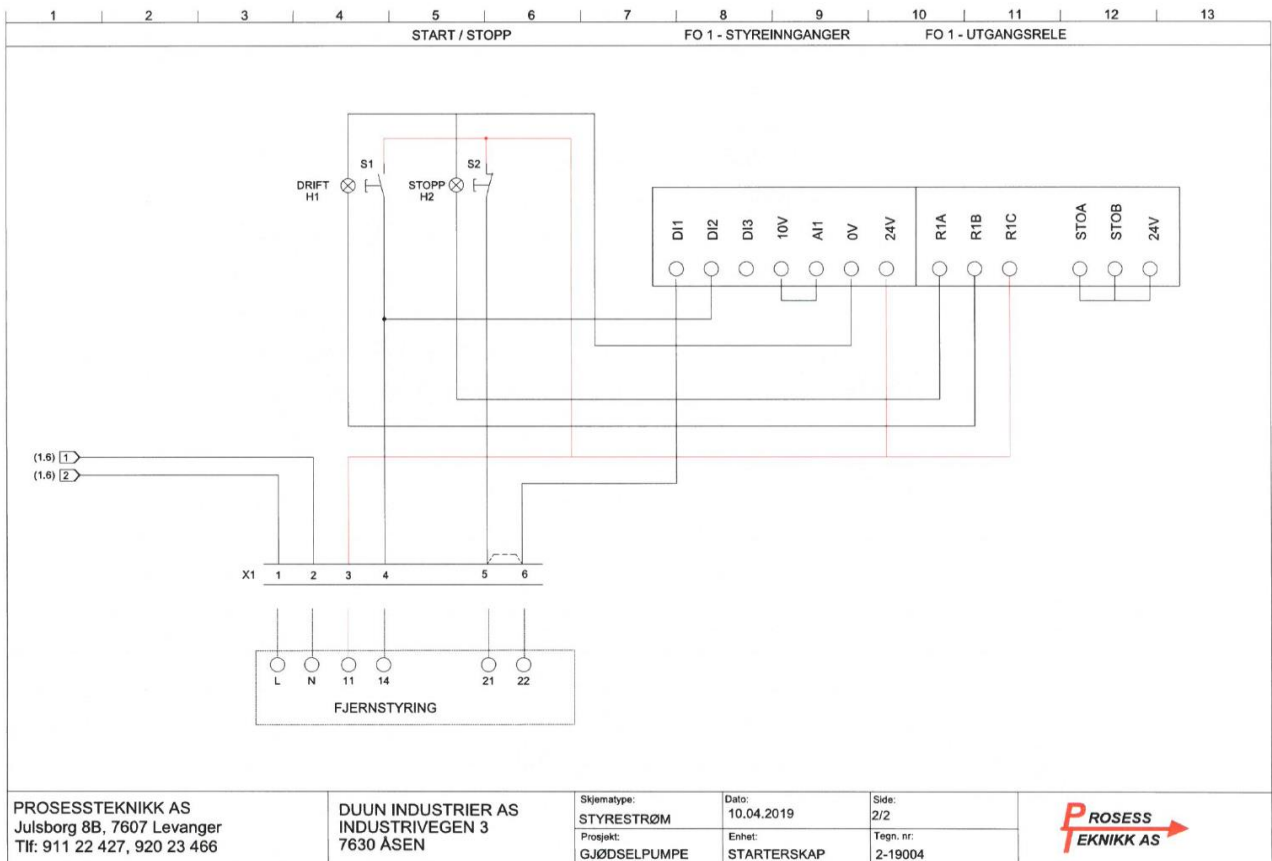 1 2 3 4 5 6 7 8 9 10 11 12 13
START / STOPP FO 1 - STYREINNGANGER FO 1 - UTGANGSRELE
S1 S2
DRIFT STOPP
H1 H2
DI1 DI2 DI3 10V AI1 0V 24V R1A R1B R1C STOA STOB 24V
(1.6) 1
(1.6) 2
X1 1 2 3 4 5 6
L N 11 14 21 22
FJERNSTYRING
PROSESSTEKNIKK AS
Julsborg 8B, 7607 Levanger
Tlf: 911 22 427, 920 23 466
DUUN INDUSTRIER AS
INDUSTRIVEGEN 3
7630 ÅSEN
Skjematype:
STYRESTRØM
Dato:
10.04.2019
Side:
2/2
Prosjekt:
GJØDSELPUMPE
Enhet:
STARTERSKAP
Tegn. nr:
2-19004
PROSESS
TEKNIKK AS